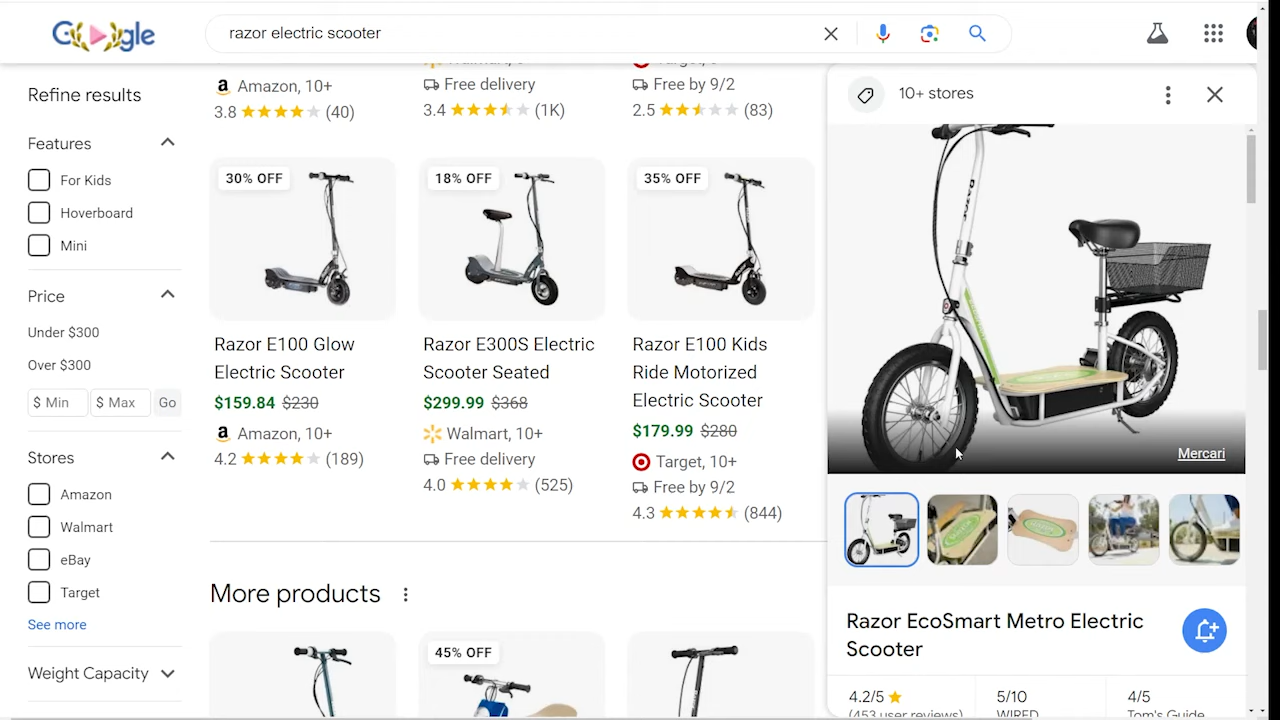 Google
razor electric scooter
Refine results
Features
For Kids
Hoverboard
Mini
Price
Under $300
Over $300
$ Min
$ Max
Go
Stores
Amazon
Walmart
eBay
Target
See more
Weight Capacity
Amazon, 10+
3.8 (40)
Free delivery
3.4 (1K)
Free by 9/2
2.5 (83)
30% OFF
Razor E100 Glow
Electric Scooter
$159.84 $230
Amazon, 10+
4.2 (189)
18% OFF
Razor E300S Electric
Scooter Seated
$299.99 $368
Walmart, 10+
Free delivery
4.0 (525)
35% OFF
Razor E100 Kids
Ride Motorized
Electric Scooter
$179.99 $280
Target, 10+
Free by 9/2
4.3 (844)
More products
45% OFF
10+ stores
RAZOR
Mercari
Razor EcoSmart Metro Electric
Scooter
4.2/5
(453 user reviews)
5/10
WIRED
4/5
Tom's Guide